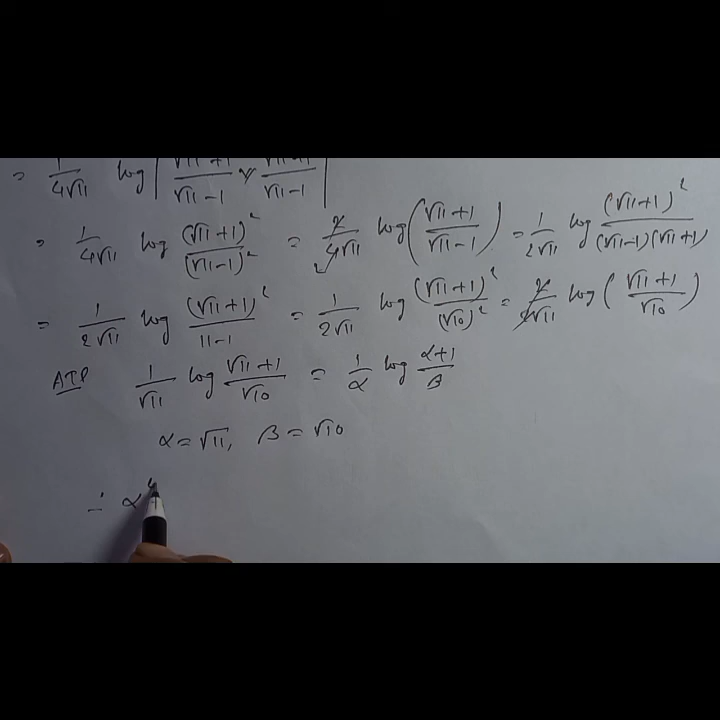 = 1/4√11 log | √11+1/√11-1 × √11+1/√11-1 |
= 1/4√11 log (√11+1)²/(√11-1)² = 2/4√11 log(√11+1/√11-1) = 1/2√11 log (√11+1)²/(√11-1)(√11+1)
= 1/2√11 log (√11+1)²/11-1 = 1/2√11 log (√11+1)²/(√10)² = 2/2√11 log (√11+1/√10)
ATP 1/√11 log √11+1/√10 = 1/α log α+1/β
α = √11, β = √10
∴ α⁴